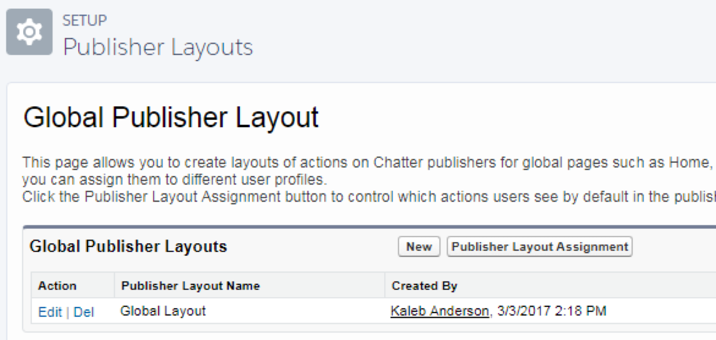 SETUP
Publisher Layouts
Global Publisher Layout
This page allows you to create layouts of actions on Chatter publishers for global pages such as Home,
you can assign them to different user profiles.
Click the Publisher Layout Assignment button to control which actions users see by default in the
Global Publisher Layouts New Publisher Layout Assignment
Action Publisher Layout Name Created By
Edit | Del Global Layout Kaleb Anderson, 3/3/2017 2:18 PM